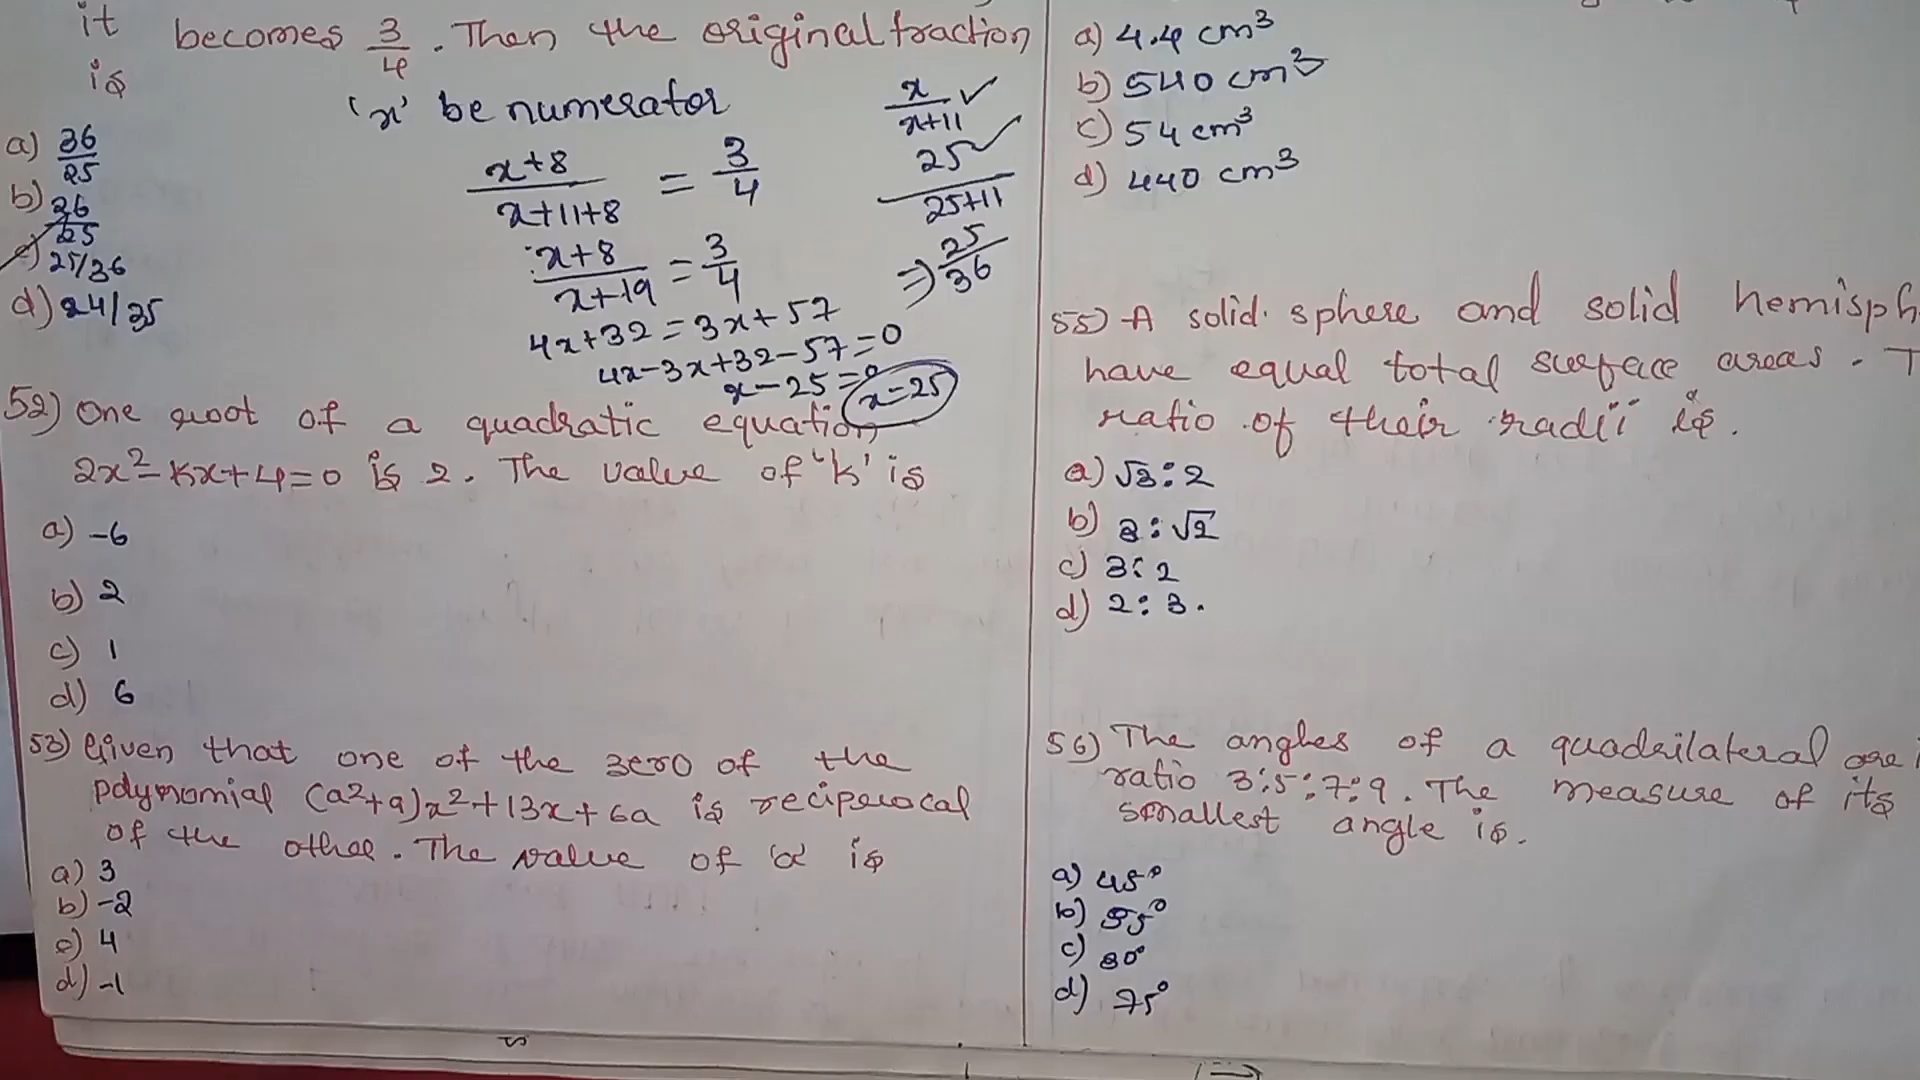 it becomes 3/4. Then the original fraction
is
'x' be numerator
x/x+11 ✓
a) 36/25
x+8/x+11+8 = 3/4
25/25+11 ✓
b) 36/25
c) 25/36
x+8/x+19 = 3/4
⇒ 25/36
d) 24/35
4x+32=3x+57
4x-3x+32-57=0
x-25=0
x=25
52) One root of a quadratic equation
2x²-kx+4=0 is 2. The value of 'k' is
a) -6
b) 2
c) 1
d) 6
53) Given that one of the zero of the
polynomial (a²+9)x²+13x+6a is reciprocal
of the other. The value of 'a' is
a) 3
b) -2
c) 4
d) -1
a) 4.4 cm³
b) 540 cm³
c) 54 cm³
d) 440 cm³
55) A solid sphere and solid hemisph
have equal total surface areas. T
ratio of their radii is.
a) √3:2
b) 3:√2
c) 3:2
d) 2:3.
56) The angles of a quadrilateral are i
ratio 3:5:7:9. The measure of its
smallest angle is.
a) 45°
b) 55°
c) 80°
d) 75°